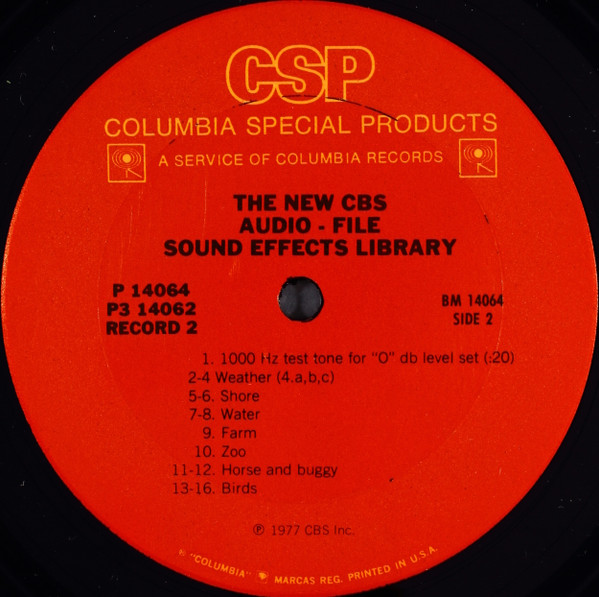 CSP
COLUMBIA SPECIAL PRODUCTS
A SERVICE OF COLUMBIA RECORDS
THE NEW CBS
AUDIO - FILE
SOUND EFFECTS LIBRARY
P 14064
P3 14062
RECORD 2
BM 14064
SIDE 2
1. 1000 Hz test tone for "O" db level set (:20)
2-4 Weather (4.a,b,c)
5-6. Shore
7-8. Water
9. Farm
10. Zoo
11-12. Horse and buggy
13-16. Birds
℗ 1977 CBS Inc.
® "COLUMBIA" MARCAS REG. PRINTED IN U.S.A.